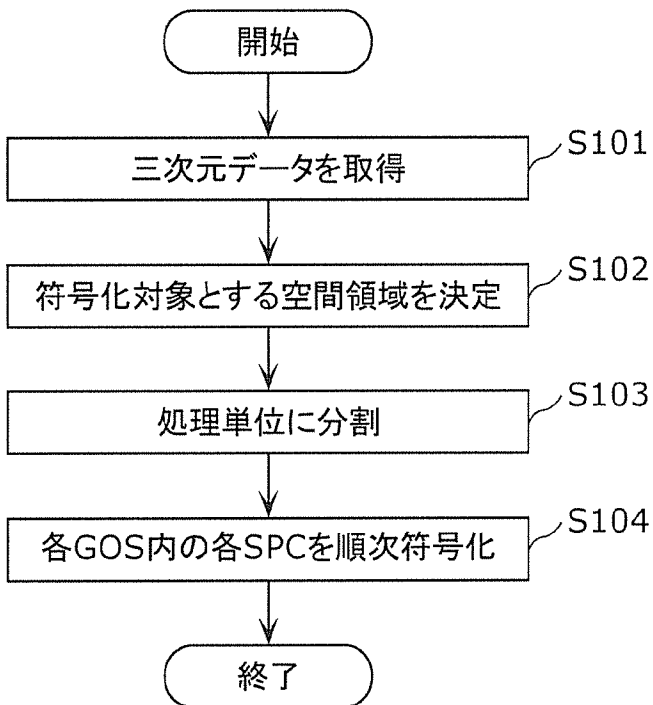 開始
三次元データを取得
S101
符号化対象とする空間領域を決定
S102
処理単位に分割
S103
各GOS内の各SPCを順次符号化
S104
終了